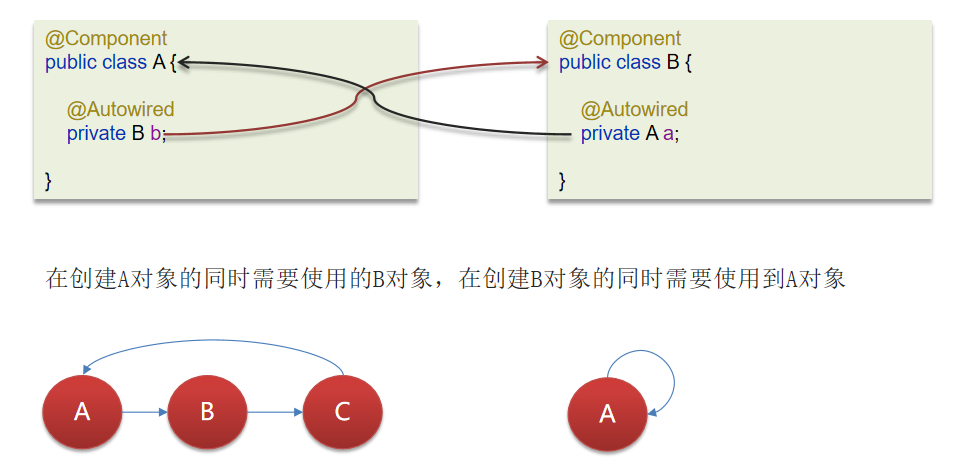 @Component
public class A {
@Autowired
private B b;
}
@Component
public class B {
@Autowired
private A a;
}
在创建A对象的同时需要使用的B对象，在创建B对象的同时需要使用到A对象
A B C A